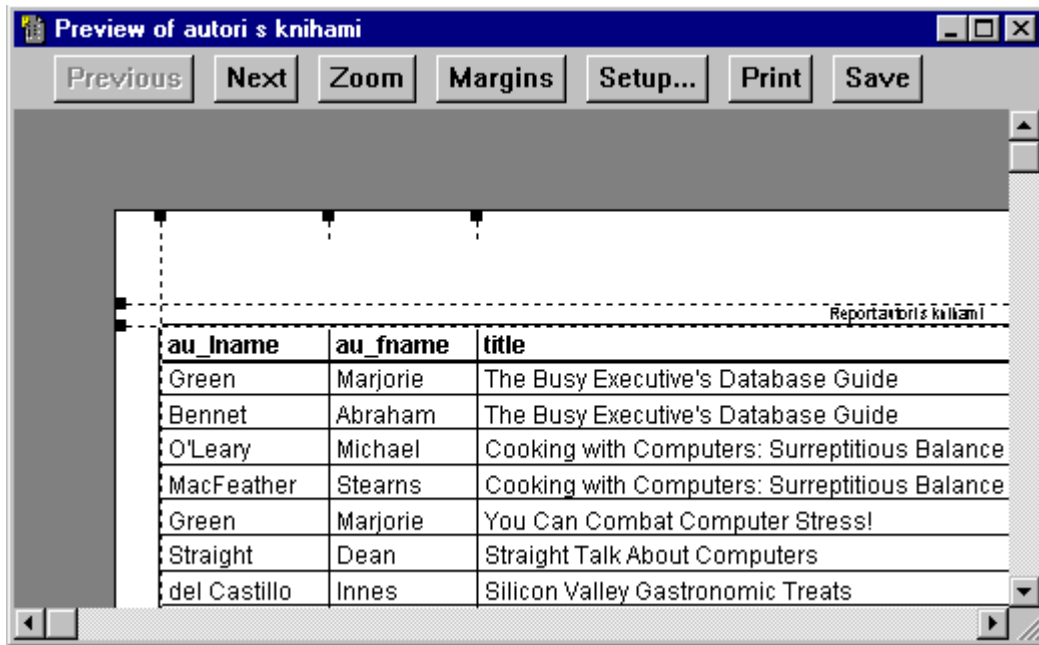 Preview of autori s knihami
Previous Next Zoom Margins Setup... Print Save
Report autori s knihami
au_lname au_fname title
Green Marjorie The Busy Executive's Database Guide
Bennet Abraham The Busy Executive's Database Guide
O'Leary Michael Cooking with Computers: Surreptitious Balance
MacFeather Stearns Cooking with Computers: Surreptitious Balance
Green Marjorie You Can Combat Computer Stress!
Straight Dean Straight Talk About Computers
del Castillo Innes Silicon Valley Gastronomic Treats